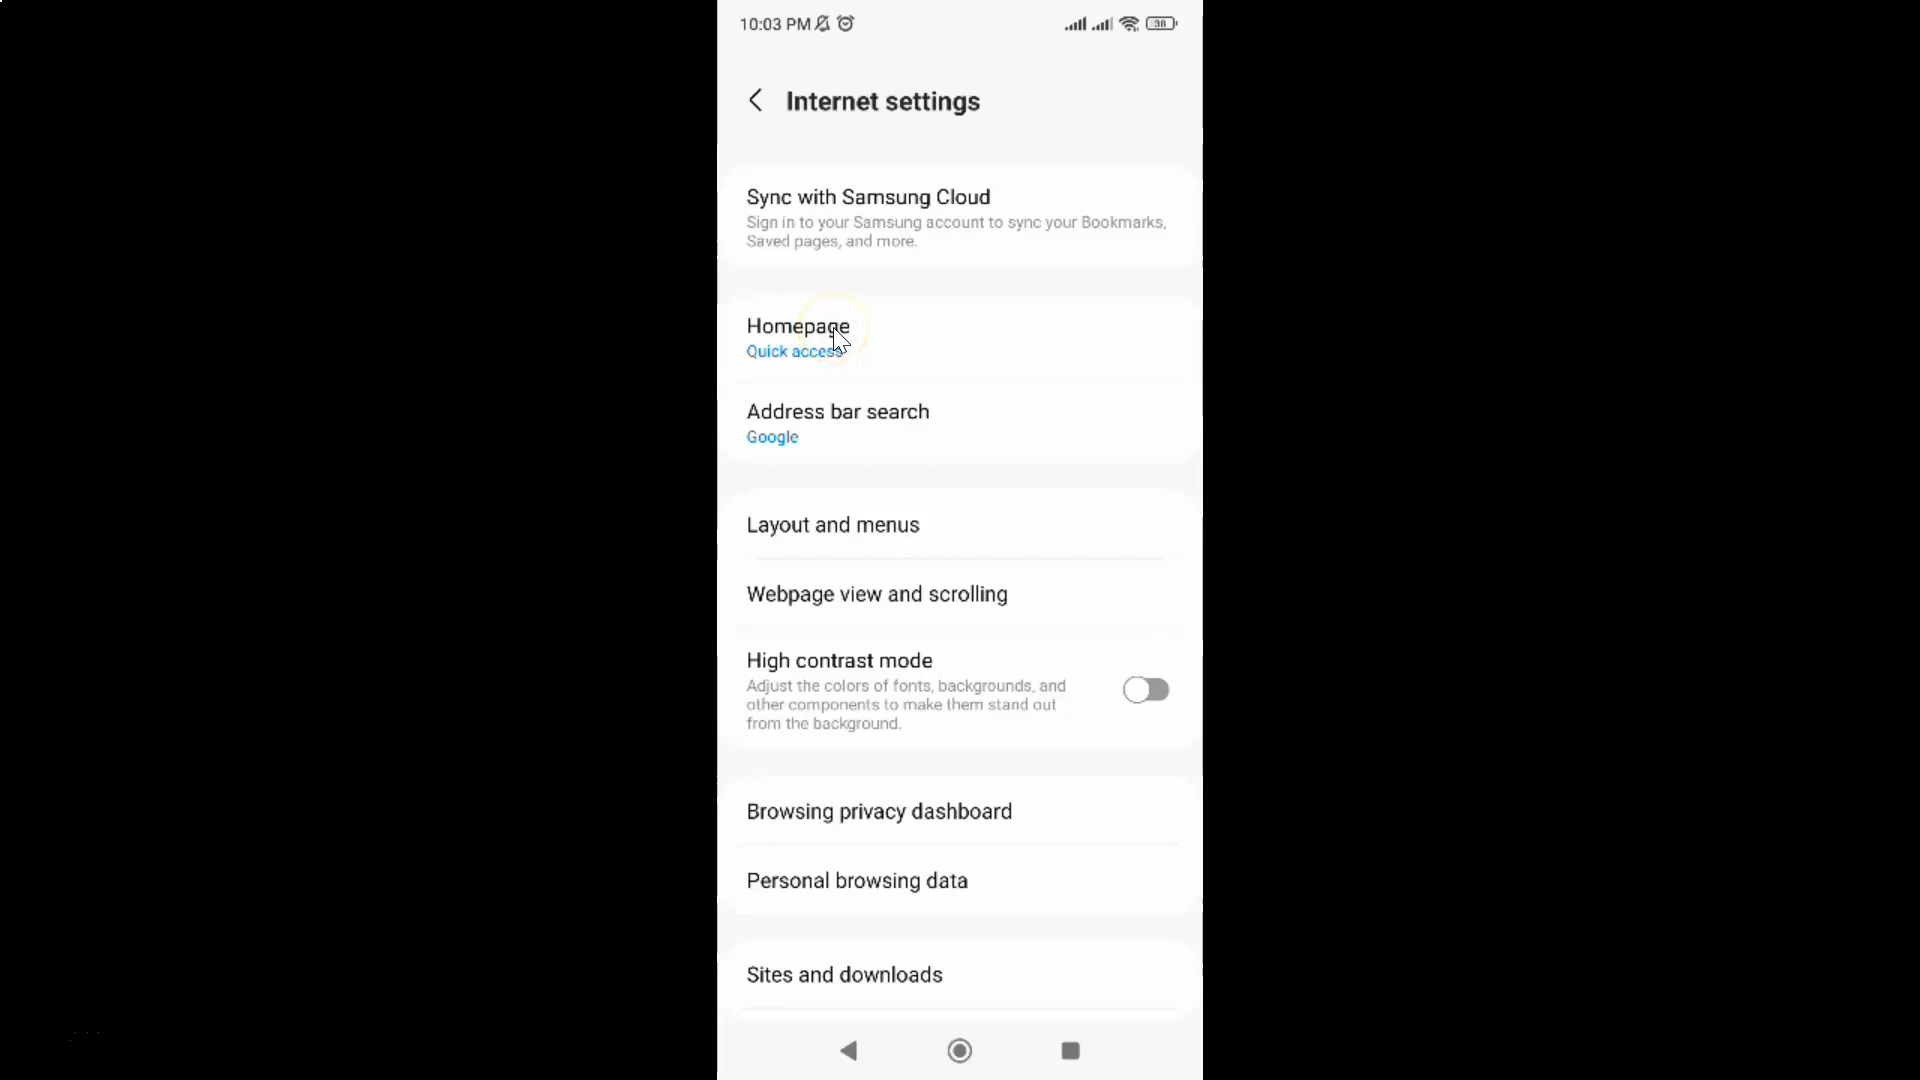 10:03 PM
38
Internet settings
Sync with Samsung Cloud
Sign in to your Samsung account to sync your Bookmarks,
Saved pages, and more.
Homepage
Quick access
Address bar search
Google
Layout and menus
Webpage view and scrolling
High contrast mode
Adjust the colors of fonts, backgrounds, and
other components to make them stand out
from the background.
Browsing privacy dashboard
Personal browsing data
Sites and downloads